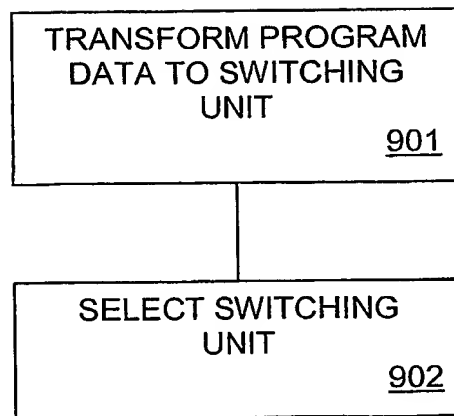 TRANSFORM PROGRAM
DATA TO SWITCHING
UNIT
901
SELECT SWITCHING
UNIT
902